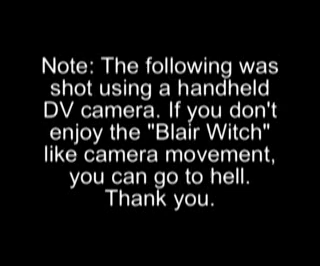 Note: The following was
shot using a handheld
DV camera. If you don't
enjoy the "Blair Witch"
like camera movement,
you can go to hell.
Thank you.